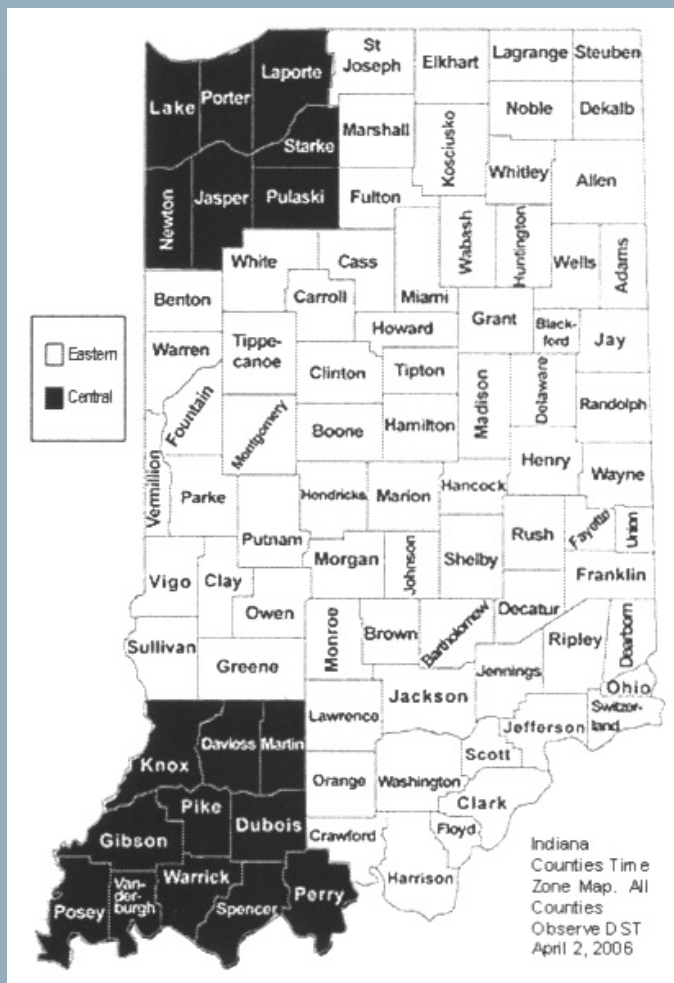 St
Joseph
Elkhart
Lagrange
Steuben
Laporte
Lake
Porter
Noble
Dekalb
Starke
Marshall
Kosciusko
Whitley
Allen
Newton
Jasper
Pulaski
Fulton
Wabash
Huntington
Wells
Adams
White
Cass
Carroll
Miami
Benton
Howard
Grant
Black-
ford
Jay
Warren
Tippe-
canoe
Clinton
Tipton
Madison
Delaware
Randolph
Eastern
Central
Fountain
Montgomery
Boone
Hamilton
Henry
Wayne
Vermillion
Parke
Hendricks
Marion
Hancock
Putnam
Rush
Fayette
Union
Morgan
Johnson
Shelby
Vigo
Clay
Franklin
Owen
Decatur
Monroe
Brown
Bartholomew
Ripley
Dearborn
Sullivan
Greene
Jennings
Ohio
Jackson
Lawrence
Jefferson
Switzer-
land
Knox
Daviess
Martin
Scott
Orange
Washington
Pike
Dubois
Clark
Gibson
Crawford
Floyd
Harrison
Posey
Van-
der-
burgh
Warrick
Spencer
Perry
Indiana
Counties Time
Zone Map. All
Counties
Observe DST
April 2, 2006